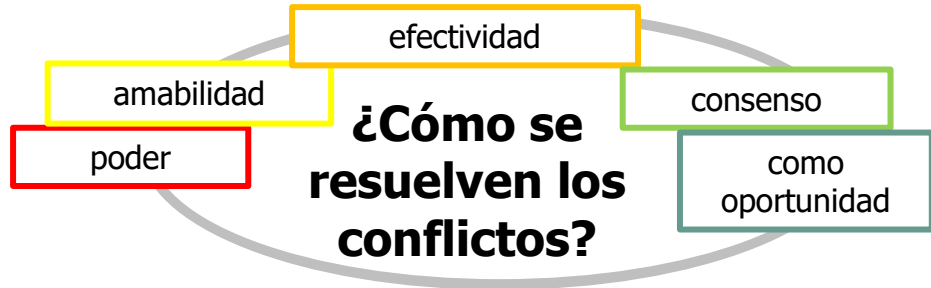 efectividad
amabilidad
consenso
poder
como
oportunidad
¿Cómo se
resuelven los
conflictos?